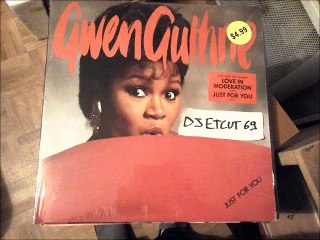 Gwen Guthrie
$4.99
LOVE IN
MODERATION
JUST FOR YOU
DJ ETCUT 69
JUST FOR YOU